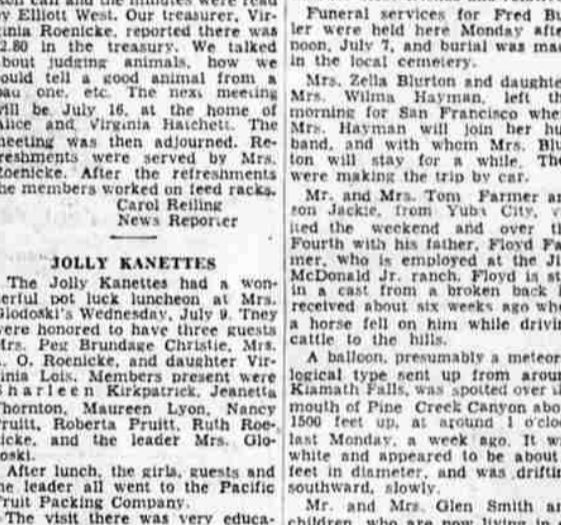 ton call and the minutes were read
by Elliott West. Our treasurer, Vir-
ginia Roenicke, reported there was
2.80 in the treasury. We talked
about judging animals, how we
could tell a good animal from a
bad one, etc. The next meeting
will be July 16, at the home of
Alice and Virginia Hatchett. The
meeting was then adjourned. Re-
freshments were served by Mrs.
Roenicke. After the refreshments
the members worked on feed racks.
Carol Reiling
News Reporter
JOLLY KANETTES
The Jolly Kanettes had a won-
derful pot luck luncheon at Mrs.
Glodoski's Wednesday, July 9. They
were honored to have three guests
Mrs. Peg Brundage Christie, Mrs.
. O. Roenicke, and daughter Vir-
ginia Lois. Members present were
Sharleen Kirkpatrick, Jeanetta
Thornton, Maureen Lyon, Nancy
Pruitt, Roberta Pruitt, Ruth Roe-
nicke, and the leader Mrs. Glo-
doski.
After lunch, the girls, guests and
the leader all went to the Pacific
Fruit Packing Company.
The visit there was very educa-
Funeral services for Fred Bu
ler were held here Monday after
noon, July 7, and burial was mad
in the local cemetery.
Mrs. Zella Blurton and daughte
Mrs. Wilma Hayman, left th
morning for San Francisco whe
Mrs. Hayman will join her hu
band, and with whom Mrs. Blu
ton will stay for a while. The
were making the trip by car.
Mr. and Mrs. Tom Farmer an
son Jackie, from Yuba City, v
ited the weekend and over th
Fourth with his father, Floyd Fa
mer, who is employed at the Ji
McDonald Jr. ranch. Floyd is st
in a cast from a broken back
received about six weeks ago whe
a horse fell on him while drivin
cattle to the hills.
A balloon, presumably a meteor
logical type sent up from aroun
Klamath Falls, was spotted over
mouth of Pine Creek Canyon abo
1500 feet up, at around 1 o'cloc
last Monday, a week ago. It w
white and appeared to be about
feet in diameter, and was driftin
southward, slowly.
Mr. and Mrs. Glen Smith an
children, who are now living